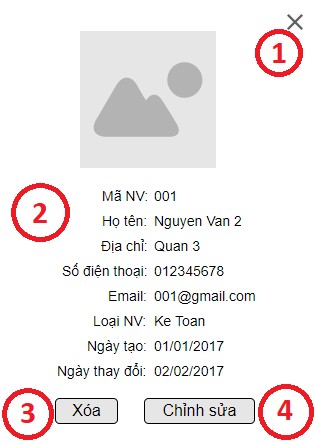 1
2
Mã NV: 001
Họ tên: Nguyen Van 2
Địa chỉ: Quan 3
Số điện thoại: 012345678
Email: 001@gmail.com
Loại NV: Ke Toan
Ngày tạo: 01/01/2017
Ngày thay đổi: 02/02/2017
3 Xóa Chỉnh sửa 4